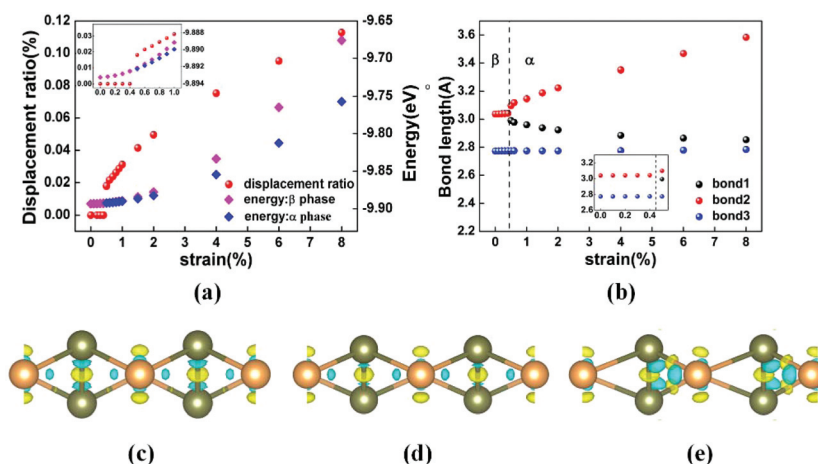 (a)
Displacement ratio(%)
0.12
0.10
0.08
0.06
0.04
0.02
0.00
0.03
0.02
0.01
0.00
-9.888
-9.890
-9.892
-9.894
0.0 0.2 0.4 0.6 0.8 1.0
displacement ratio
energy:β phase
energy:α phase
-9.65
-9.70
-9.75
-9.80
-9.85
-9.90
Energy(eV)
0 1 2 3 4 5 6 7 8
strain(%)
(b)
Bond length(Å)
3.6
3.4
3.2
3.0
2.8
2.6
2.4
2.2
β α
3.2
3.0
2.8
2.6
0.0 0.2 0.4
bond1
bond2
bond3
0 1 2 3 4 5 6 7 8
strain(%)
(c) (d) (e)